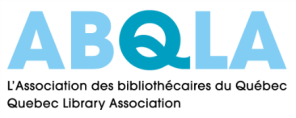 ABQLA
L'Association des bibliothécaires du Québec
Quebec Library Association